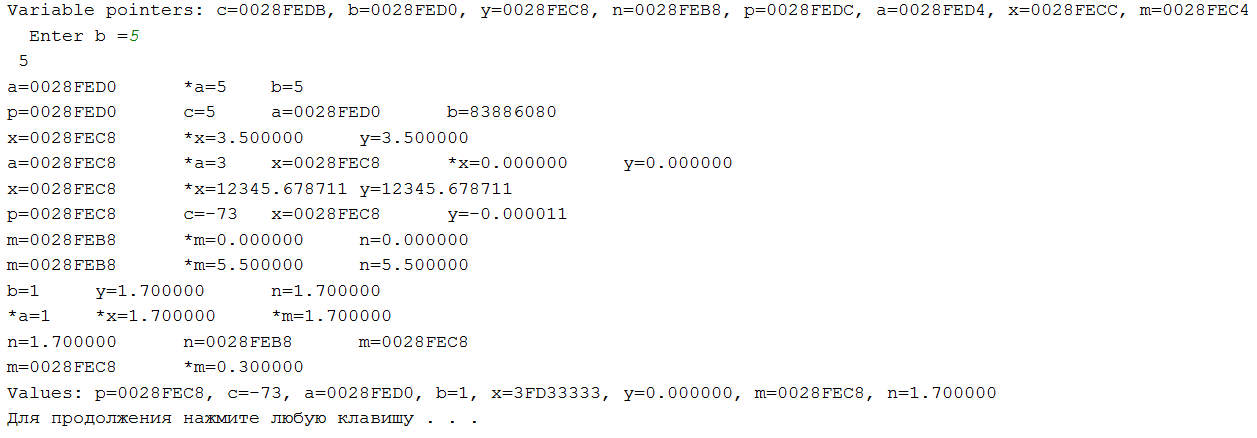 Variable pointers: c=0028FEDB, b=0028FED0, y=0028FEC8, n=0028FEB8, p=0028FEDC, a=0028FED4, x=0028FECC, m=0028FEC4
Enter b =5
5
a=0028FED0 *a=5 b=5
p=0028FED0 c=5 a=0028FED0 b=83886080
x=0028FEC8 *x=3.500000 y=3.500000
a=0028FEC8 *a=3 x=0028FEC8 *x=0.000000 y=0.000000
x=0028FEC8 *x=12345.678711 y=12345.678711
p=0028FEC8 c=-73 x=0028FEC8 y=-0.000011
m=0028FEB8 *m=0.000000 n=0.000000
m=0028FEB8 *m=5.500000 n=5.500000
b=1 y=1.700000 n=1.700000
*a=1 *x=1.700000 *m=1.700000
n=1.700000 n=0028FEB8 m=0028FEC8
m=0028FEC8 *m=0.300000
Values: p=0028FEC8, c=-73, a=0028FED0, b=1, x=3FD33333, y=0.000000, m=0028FEC8, n=1.700000
Для продолжения нажмите любую клавишу . . .